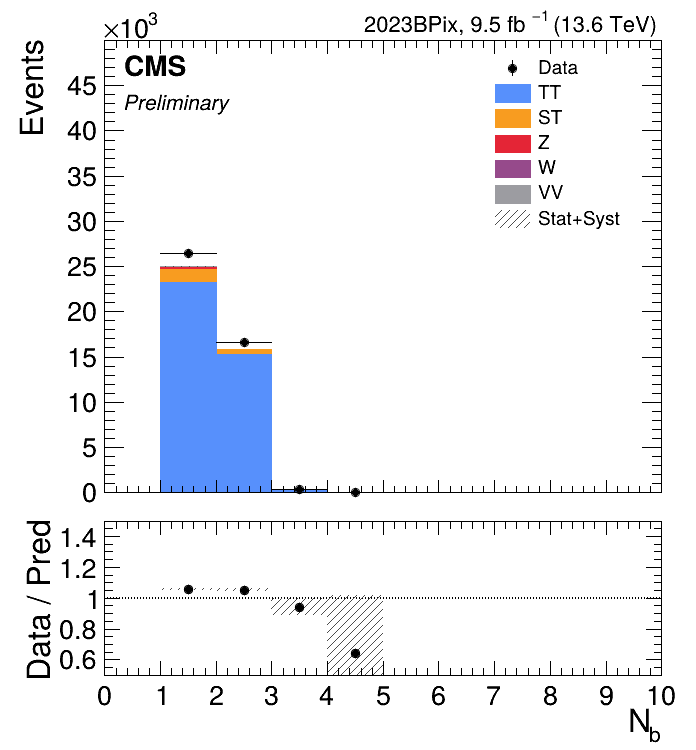 ×10³ 2023BPix, 9.5 fb ⁻¹ (13.6 TeV)
Events
CMS
Preliminary
Data
TT
ST
Z
W
VV
Stat+Syst
45
40
35
30
25
20
15
10
5
0
Data / Pred
1.4
1.2
1
0.8
0.6
0 1 2 3 4 5 6 7 8 9 10
N_b